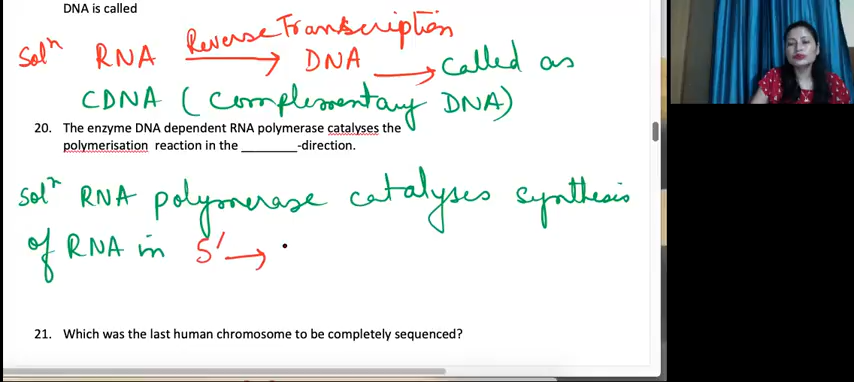 DNA is called
Solⁿ RNA Reverse Transcription → DNA → called as
CDNA (Complementary DNA)
20. The enzyme DNA dependent RNA polymerase catalyses the
polymerisation reaction in the ________-direction.
Solⁿ RNA polymerase catalyses synthesis
of RNA in 5' →
21. Which was the last human chromosome to be completely sequenced?